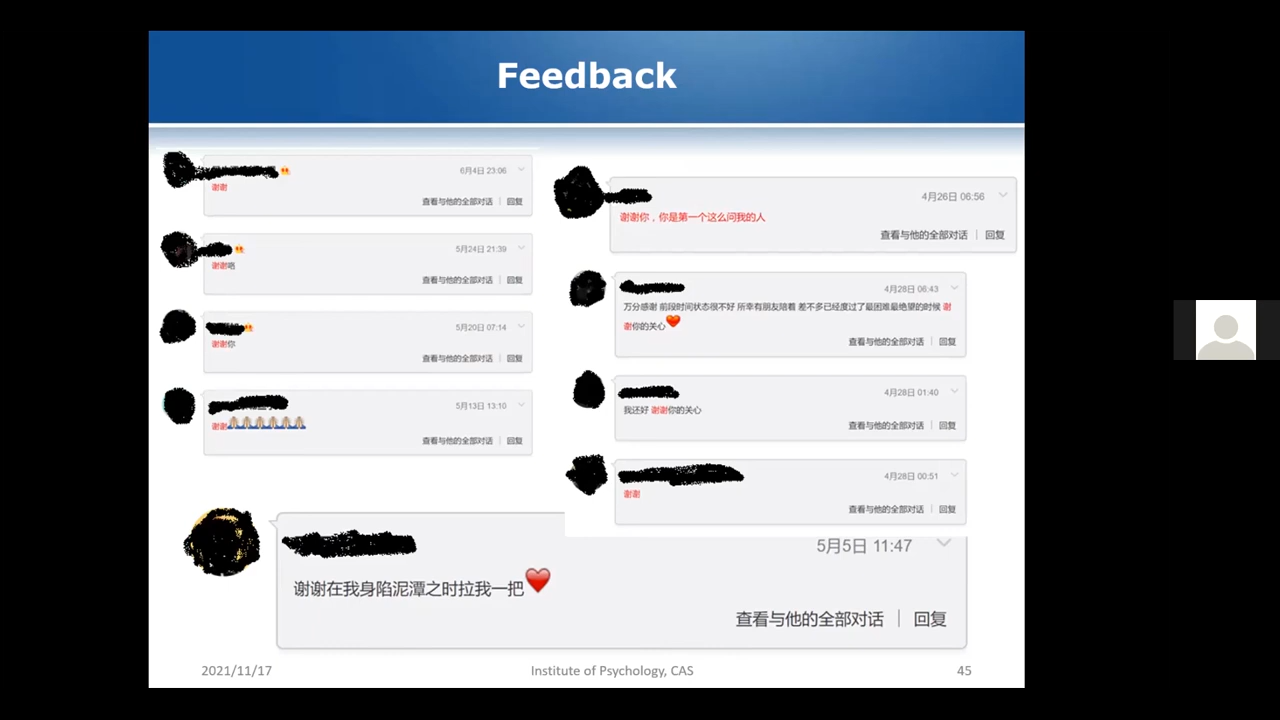 Feedback
6月4日 23:06
谢谢
查看与他的全部对话 | 回复
5月24日 21:39
谢谢咯
查看与他的全部对话 | 回复
5月20日 07:14
谢谢你
查看与他的全部对话 | 回复
5月13日 13:10
谢谢
查看与他的全部对话 | 回复
4月26日 06:56
谢谢你，你是第一个这么问我的人
查看与他的全部对话 | 回复
4月28日 06:43
万分感谢 前段时间状态很不好 所幸有朋友陪着 差不多已经度过了最困难最绝望的时候 谢
谢你的关心
查看与他的全部对话 | 回复
4月28日 01:40
我还好 谢谢你的关心
查看与他的全部对话 | 回复
4月28日 00:51
谢谢
查看与他的全部对话 | 回复
5月5日 11:47
谢谢在我身陷泥潭之时拉我一把
查看与他的全部对话 | 回复
2021/11/17
Institute of Psychology, CAS
45